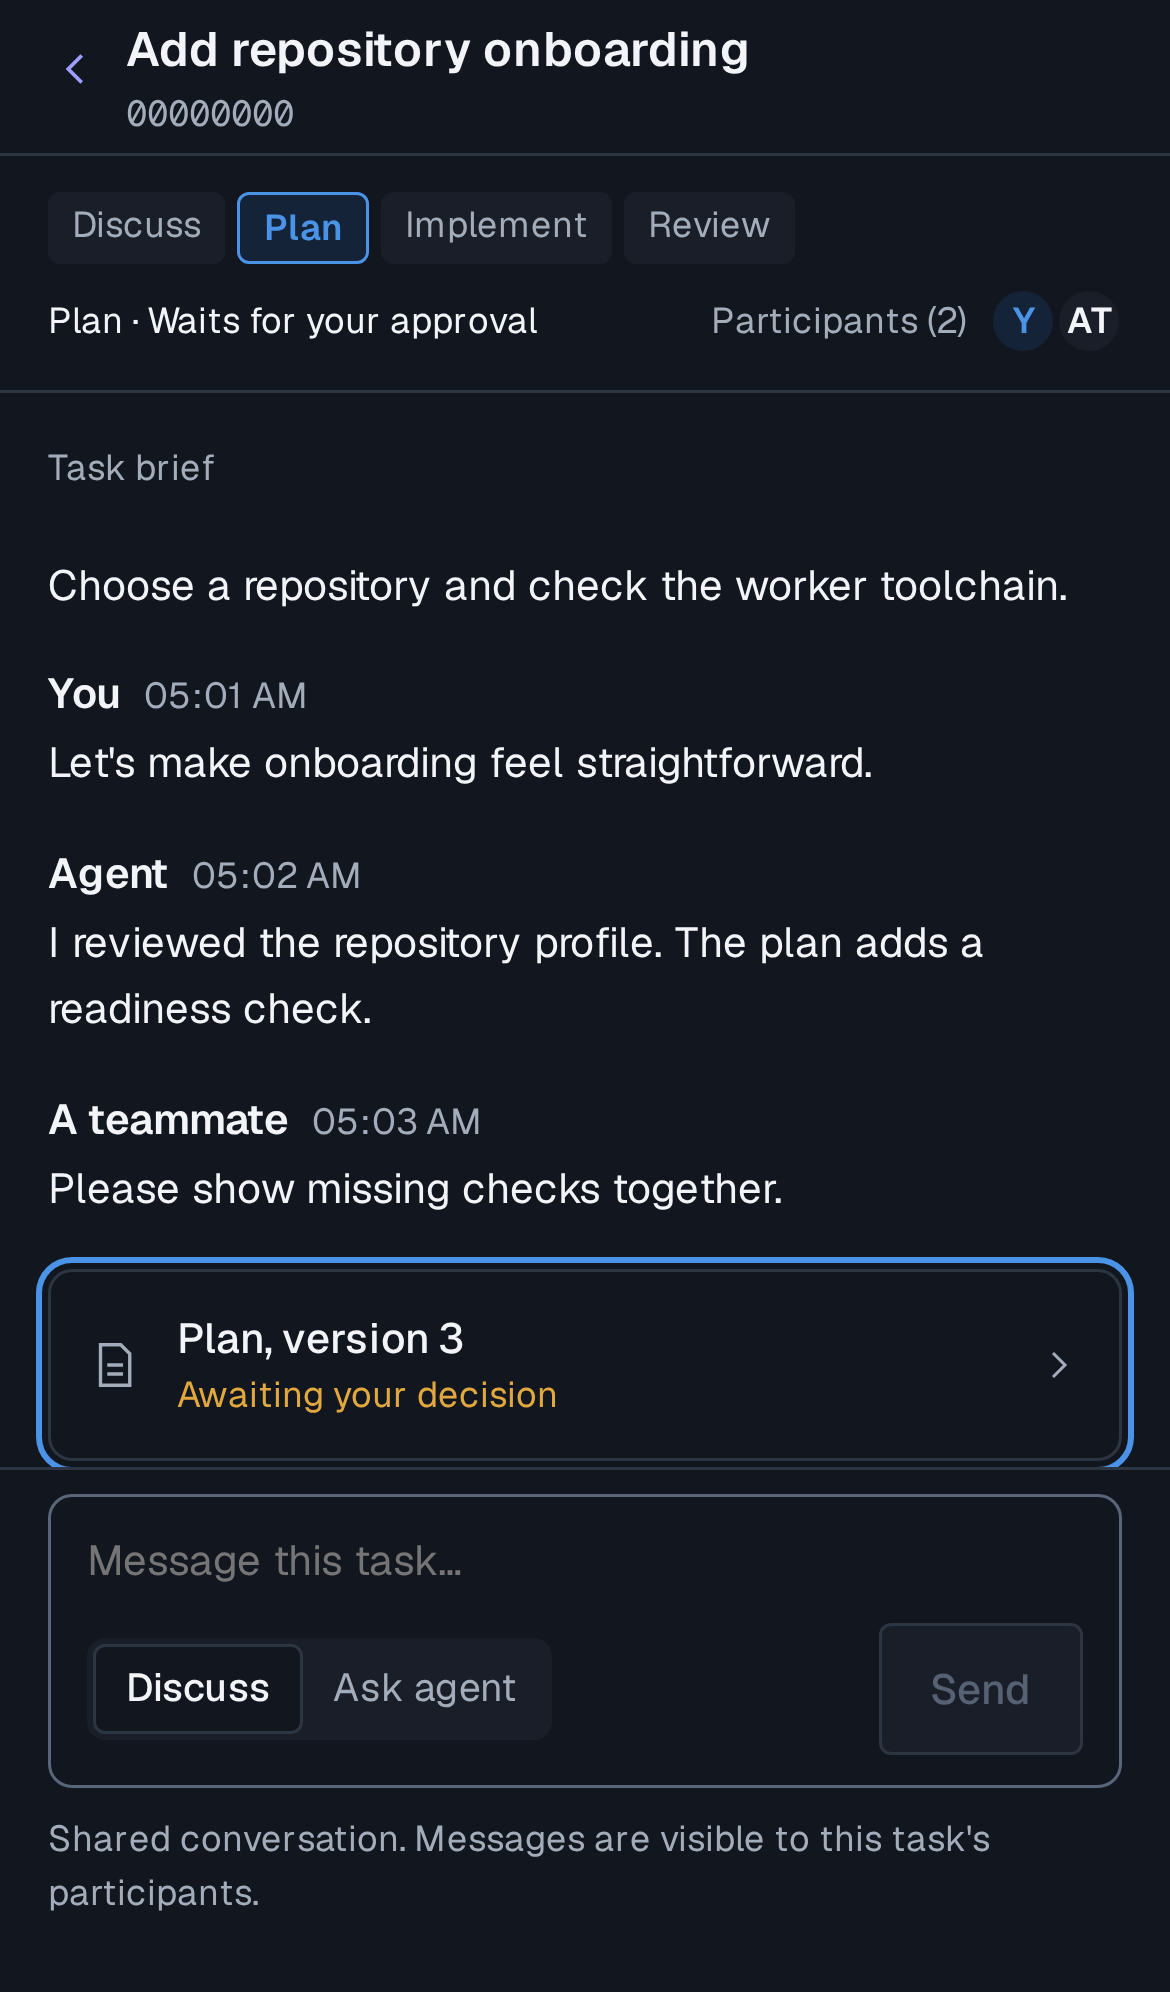 Add repository onboarding
00000000
Discuss
Plan
Implement
Review
Plan · Waits for your approval
Participants (2)
Y
AT
Task brief
Choose a repository and check the worker toolchain.
You 05:01 AM
Let's make onboarding feel straightforward.
Agent 05:02 AM
I reviewed the repository profile. The plan adds a
readiness check.
A teammate 05:03 AM
Please show missing checks together.
Plan, version 3
Awaiting your decision
Message this task…
Discuss
Ask agent
Send
Shared conversation. Messages are visible to this task's
participants.